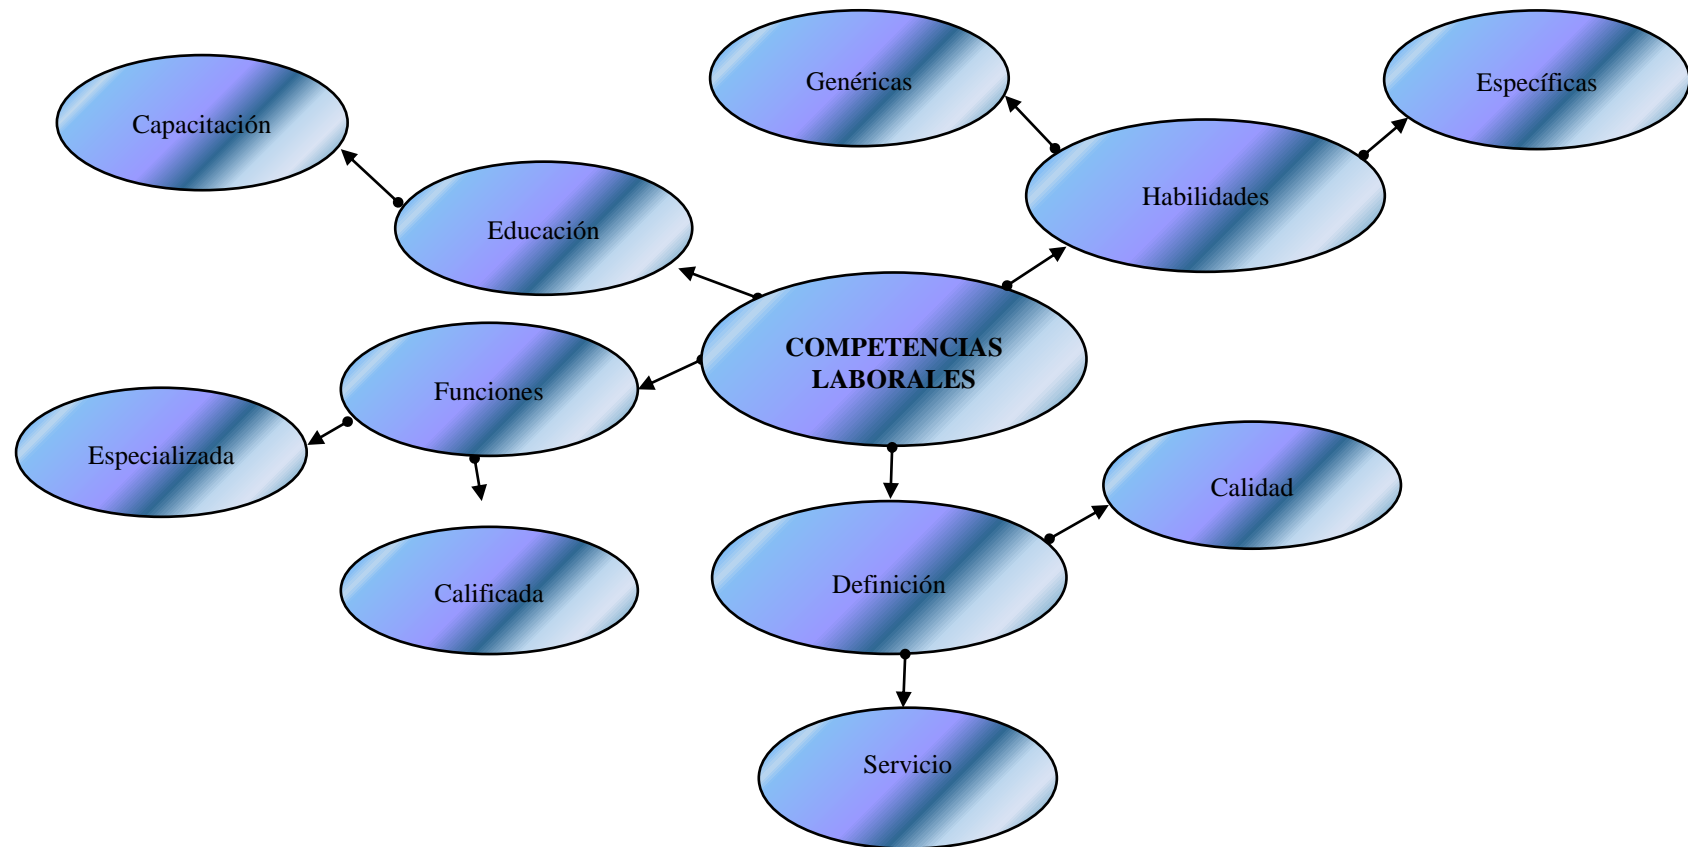 Genéricas
Específicas
Capacitación
Habilidades
Educación
COMPETENCIAS
LABORALES
Funciones
Especializada
Calidad
Definición
Calificada
Servicio